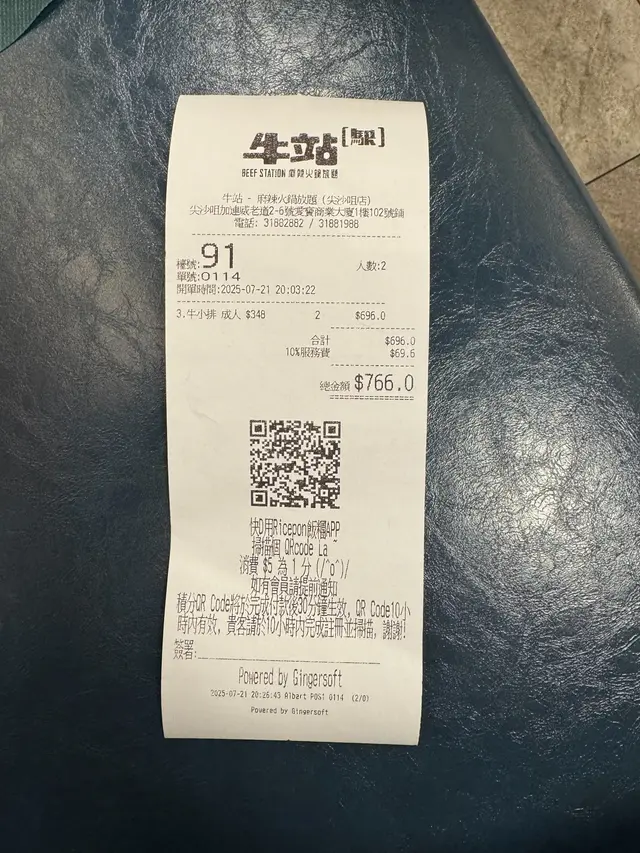 牛站[駅]
BEEF STATION 麻辣火鍋放題
牛站 - 麻辣火鍋放題 (尖沙咀店)
尖沙咀加連威老道2-6號愛賓商業大廈1樓102號鋪
電話: 31882882 / 31881988
檯號:91 人數:2
單號:0114
開單時間:2025-07-21 20:03:22
3.牛小排 成人 $348 2 $696.0
合計 $696.0
10%服務費 $69.6
總金額 $766.0
快D用Ricepon飯糰APP
掃描個 QRcode La ~
消費 $5 為 1 分 (/^o^)/
如有會員請提前通知
積分QR Code將於完成付款後30分鐘生效, QR Code10小
時內有效, 貴客請於10小時內完成註冊並掃描, 謝謝!
簽署:
Powered by Gingersoft
2025-07-21 20:26:43 Albert POS1 0114 (2/0)
Powered by Gingersoft